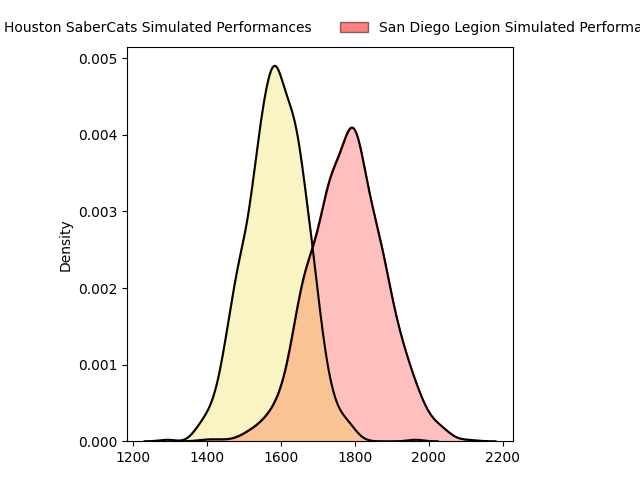 Houston SaberCats Simulated Performances
San Diego Legion Simulated Performa
0.005
0.004
0.003
0.002
0.001
0.000
Density
1200 1400 1600 1800 2000 2200